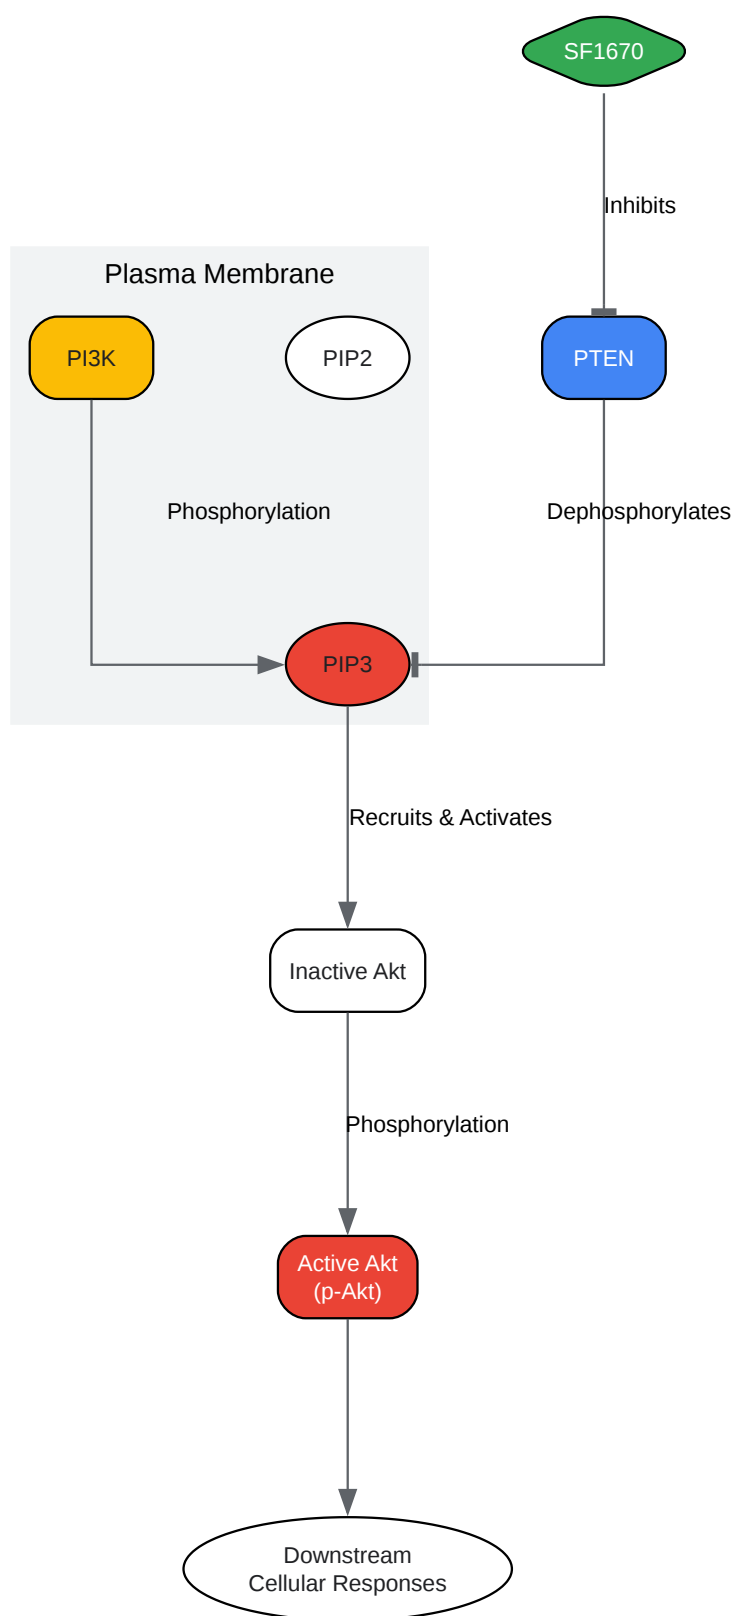 SF1670
Inhibits
Plasma Membrane
PI3K
PIP2
PTEN
Phosphorylation
Dephosphorylates
PIP3
Recruits & Activates
Inactive Akt
Phosphorylation
Active Akt
(p-Akt)
Downstream
Cellular Responses